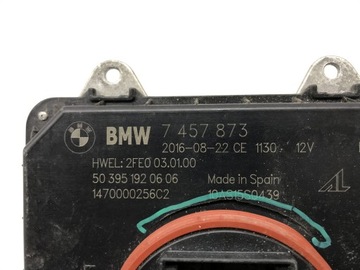 BMW 7 457 873
2016-08-22 CE 1130 12V
HWEL: 2FE0 03.01.00
50 395 192 06 06 Made in Spain
1470000256C2
AL